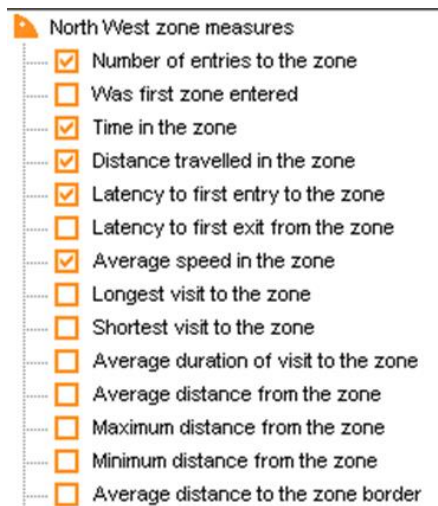 North West zone measures
Number of entries to the zone
Was first zone entered
Time in the zone
Distance travelled in the zone
Latency to first entry to the zone
Latency to first exit from the zone
Average speed in the zone
Longest visit to the zone
Shortest visit to the zone
Average duration of visit to the zone
Average distance from the zone
Maximum distance from the zone
Minimum distance from the zone
Average distance to the zone border